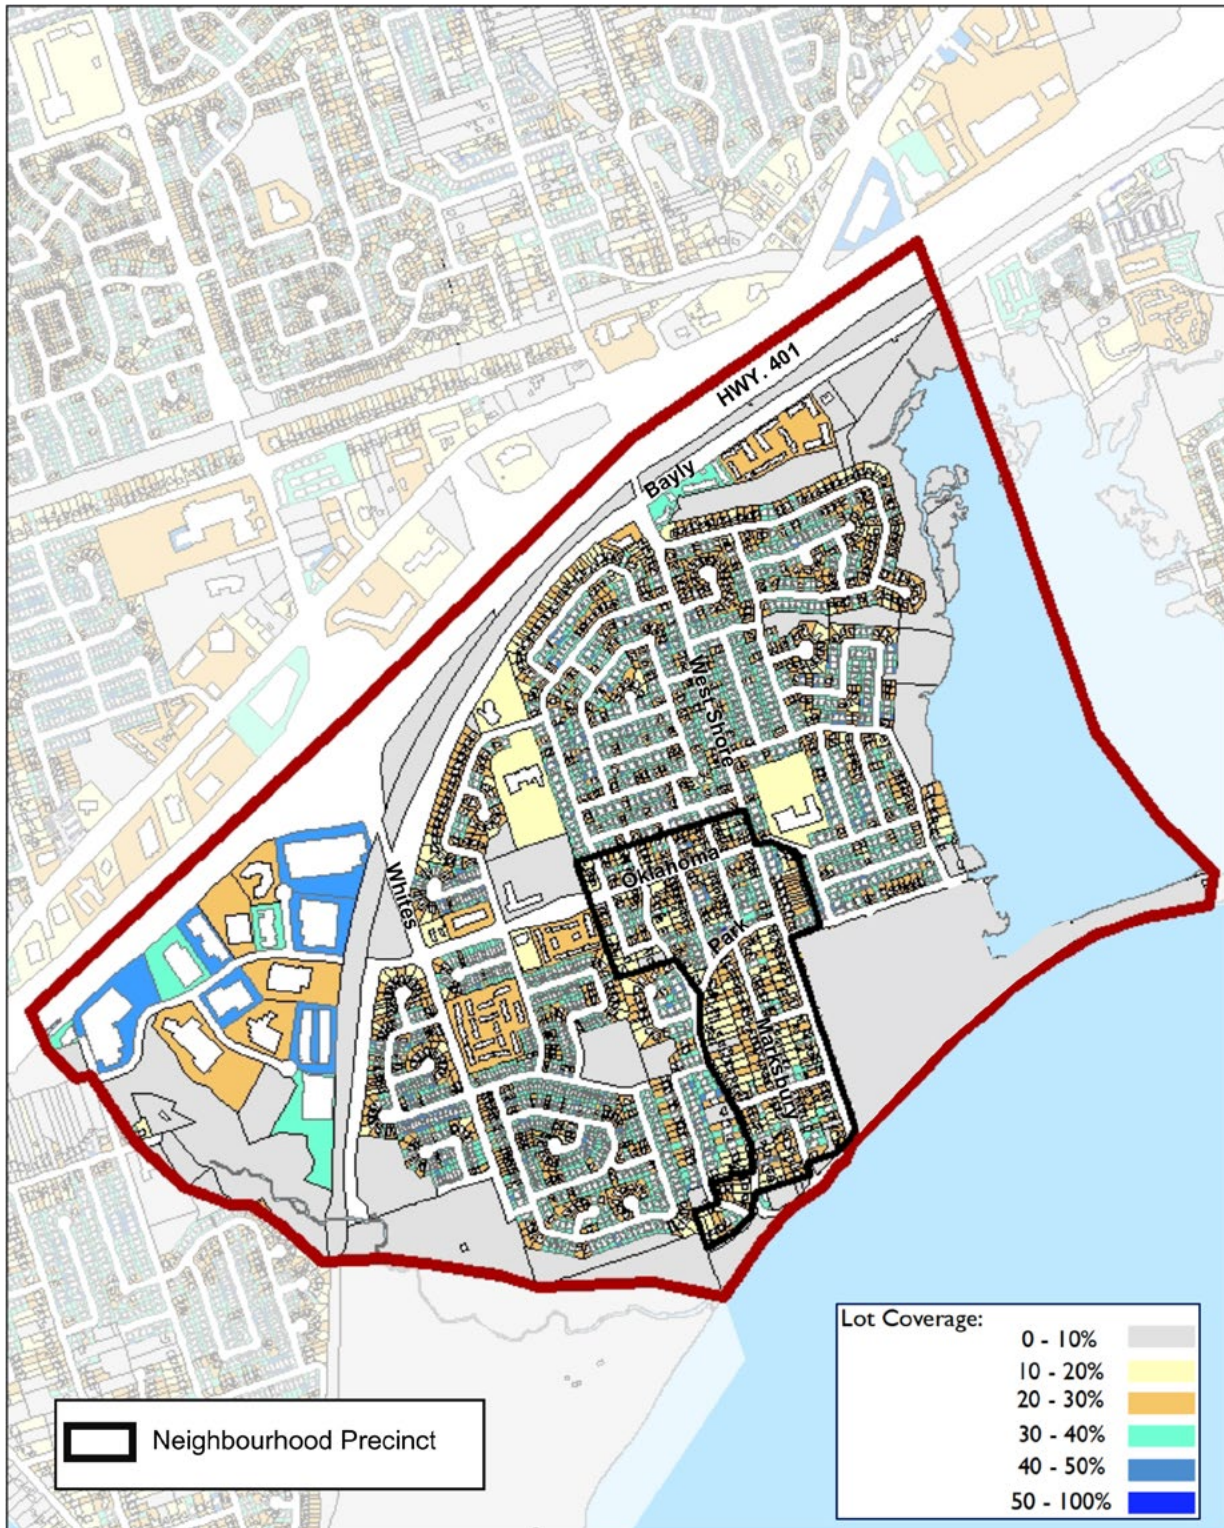 HWY. 401
Bayly
West Shore
Oklahoma
Whites
Park
Marksbury
Lot Coverage:
0 - 10%
10 - 20%
20 - 30%
30 - 40%
40 - 50%
50 - 100%
Neighbourhood Precinct